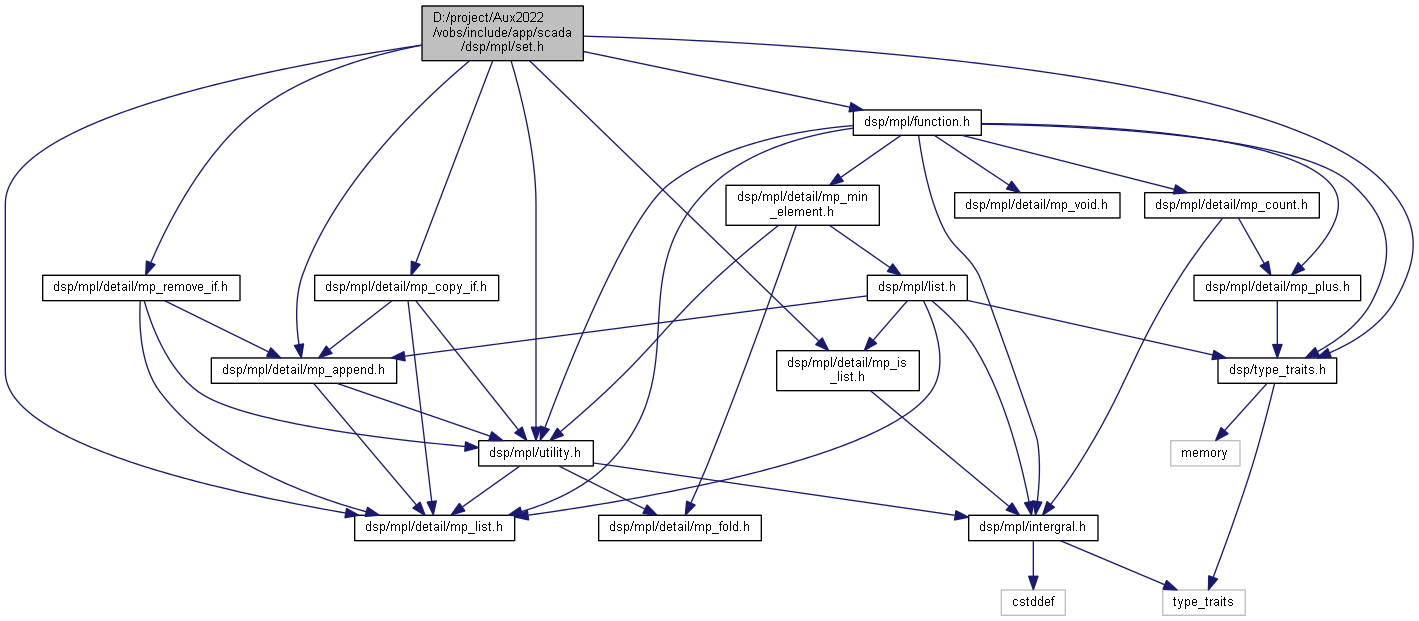 D:/project/Aux2022
/vobs/include/app/scada
/dsp/mpl/set.h
dsp/mpl/function.h
dsp/mpl/detail/mp_min
_element.h
dsp/mpl/detail/mp_void.h
dsp/mpl/detail/mp_count.h
dsp/mpl/detail/mp_remove_if.h
dsp/mpl/detail/mp_copy_if.h
dsp/mpl/list.h
dsp/mpl/detail/mp_plus.h
dsp/mpl/detail/mp_append.h
dsp/mpl/detail/mp_is
_list.h
dsp/type_traits.h
dsp/mpl/utility.h
memory
dsp/mpl/detail/mp_list.h
dsp/mpl/detail/mp_fold.h
dsp/mpl/intergral.h
cstddef
type_traits